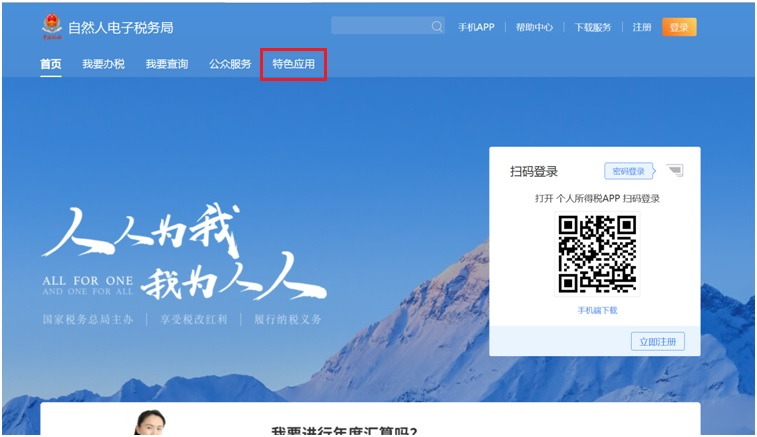 自然人电子税务局
手机APP 帮助中心 下载服务 注册 登录
首页 我要办税 我要查询 公众服务 特色应用
扫码登录 密码登录
打开 个人所得税APP 扫码登录
手机端下载
立即注册
人人为我
ALL FOR ONE
AND ONE FOR ALL
我为人人
国家税务总局主办 享受税改红利 履行纳税义务
我要进行年度汇算吗?